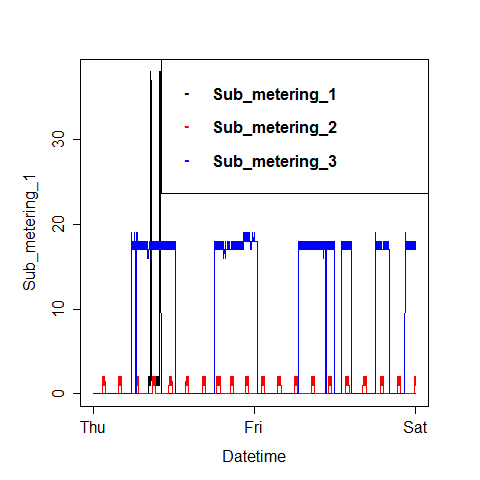 Sub_metering_1
Sub_metering_2
Sub_metering_3
Sub_metering_1
30
20
10
0
Thu Fri Sat
Datetime